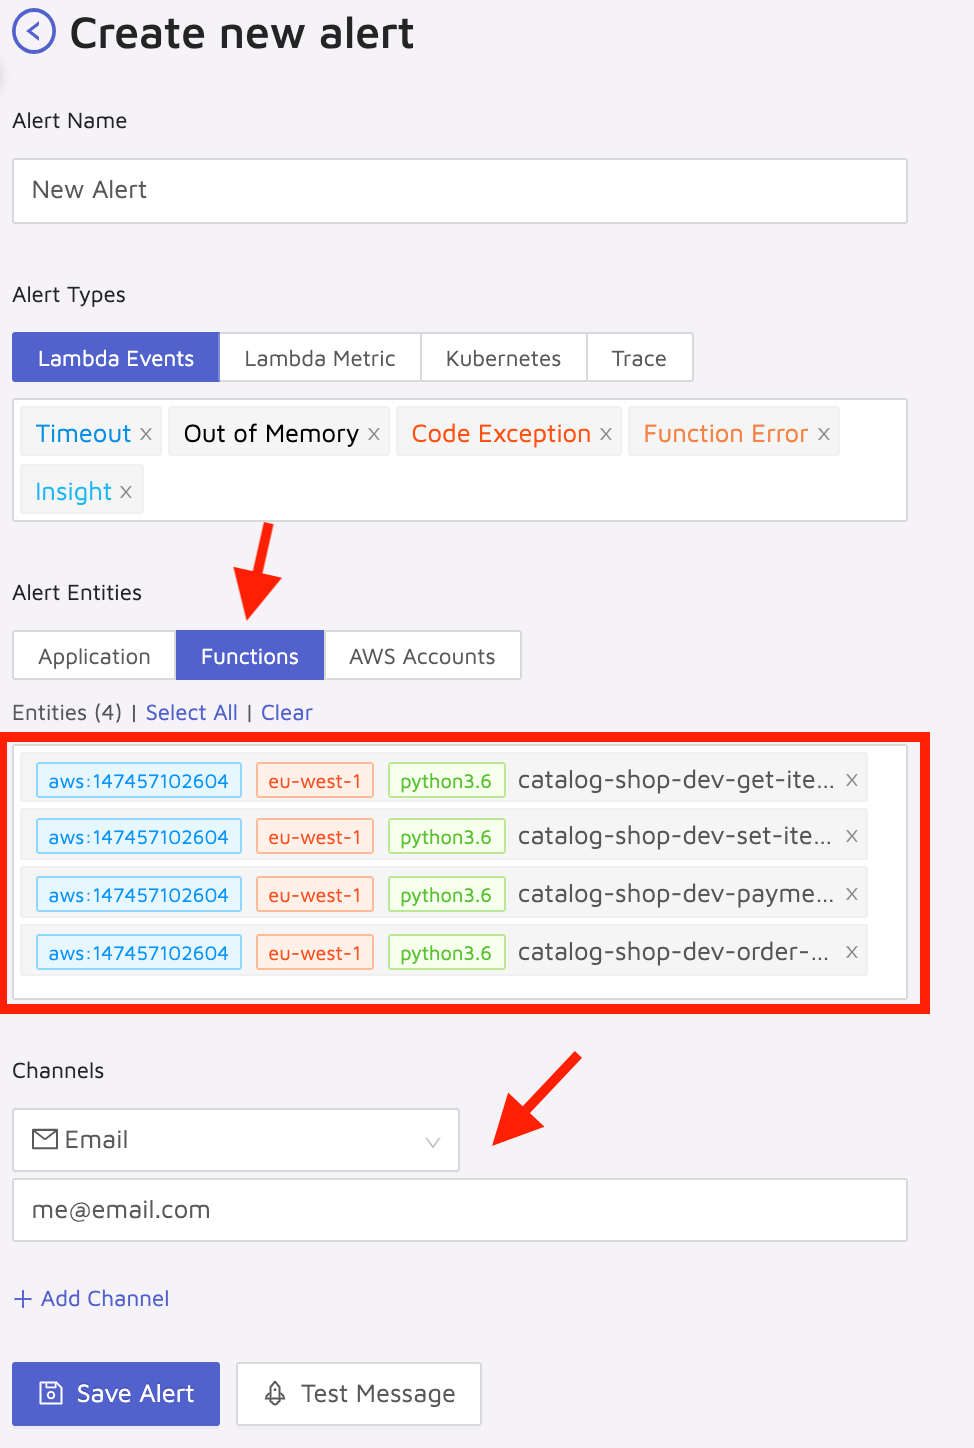 Create new alert
Alert Name
New Alert
Alert Types
Lambda Events Lambda Metric Kubernetes Trace
Timeout x Out of Memory x Code Exception x Function Error x
Insight x
Alert Entities
Application Functions AWS Accounts
Entities (4) | Select All | Clear
aws:147457102604 eu-west-1 python3.6 catalog-shop-dev-get-ite... x
aws:147457102604 eu-west-1 python3.6 catalog-shop-dev-set-ite... x
aws:147457102604 eu-west-1 python3.6 catalog-shop-dev-payme... x
aws:147457102604 eu-west-1 python3.6 catalog-shop-dev-order-... x
Channels
Email
me@email.com
+ Add Channel
Save Alert Test Message